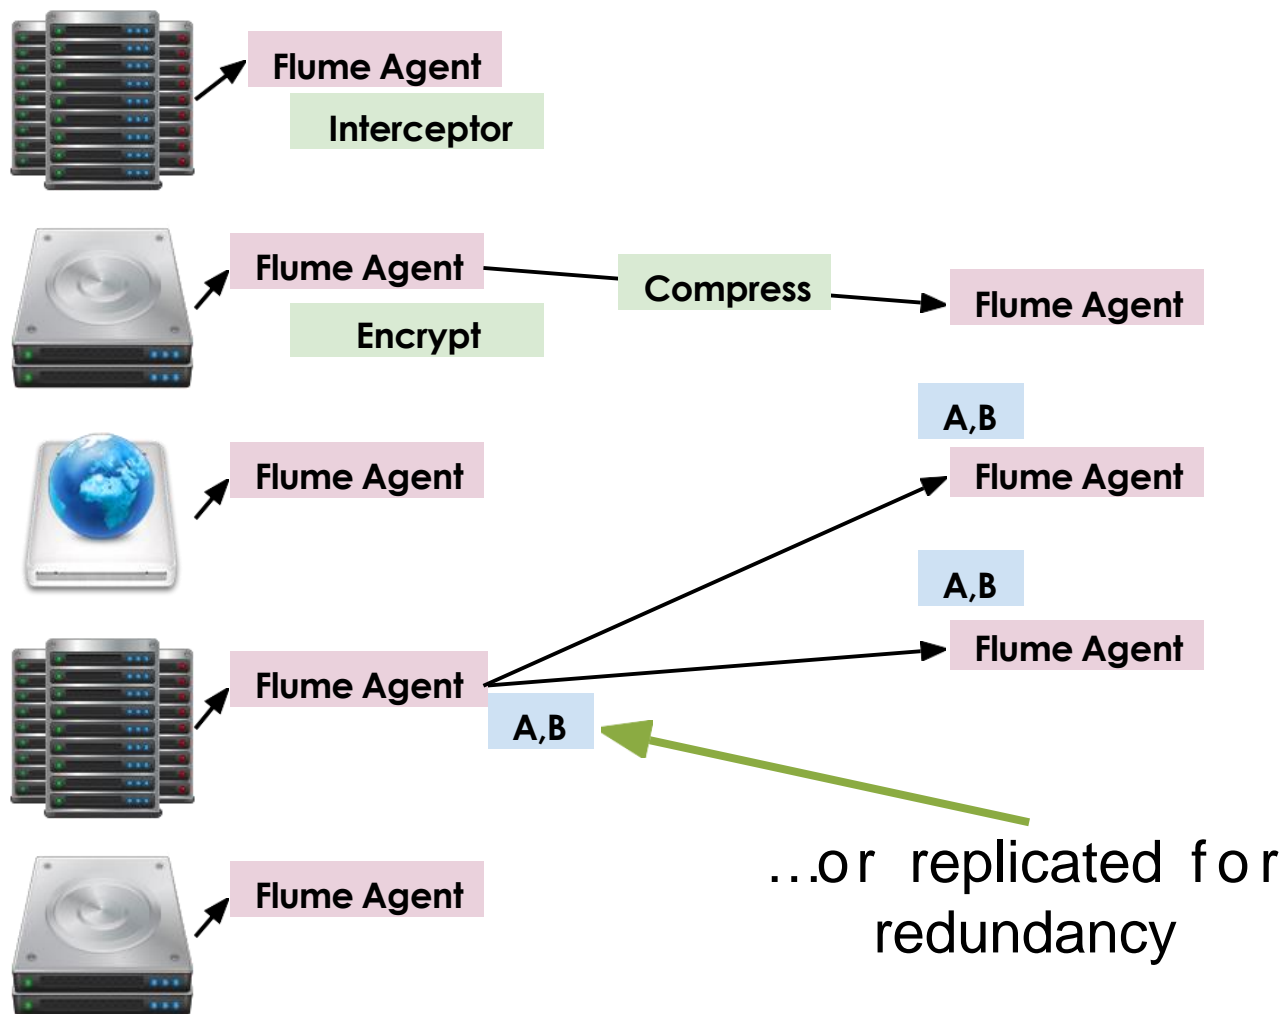 Flume Agent
Interceptor
Flume Agent
Compress
Flume Agent
Encrypt
A,B
Flume Agent
Flume Agent
A,B
Flume Agent
Flume Agent
A,B
...or replicated for
redundancy
Flume Agent